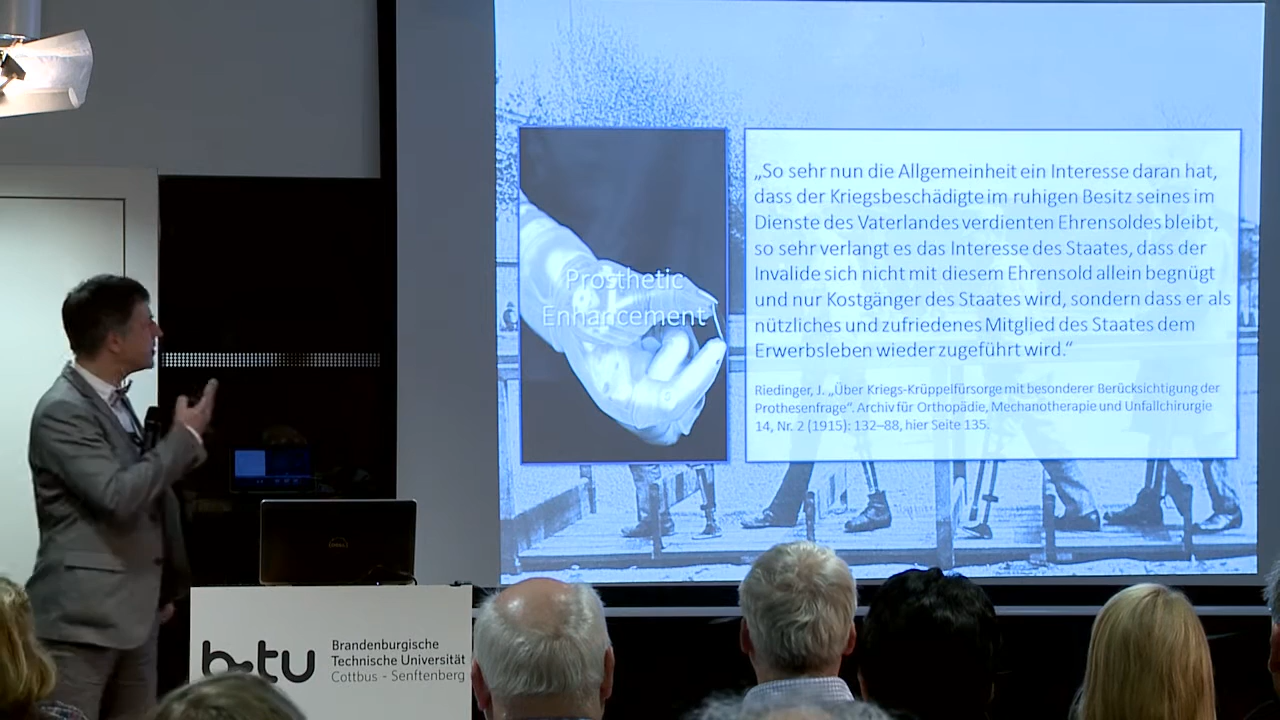 Prosthetic
Enhancement
„So sehr nun die Allgemeinheit ein Interesse daran hat,
dass der Kriegsbeschädigte im ruhigen Besitz seines im
Dienste des Vaterlandes verdienten Ehrensoldes bleibt,
so sehr verlangt es das Interesse des Staates, dass der
Invalide sich nicht mit diesem Ehrensold allein begnügt
und nur Kostgänger des Staates wird, sondern dass er als
nützliches und zufriedenes Mitglied des Staates dem
Erwerbsleben wieder zugeführt wird.“
Riedinger, J. „Über Kriegs-Krüppelfürsorge mit besonderer Berücksichtigung der
Prothesenfrage“. Archiv für Orthopädie, Mechanotherapie und Unfallchirurgie
14, Nr. 2 (1915): 132–88, hier Seite 135.
DELL
b-tu
Brandenburgische
Technische Universität
Cottbus - Senftenberg